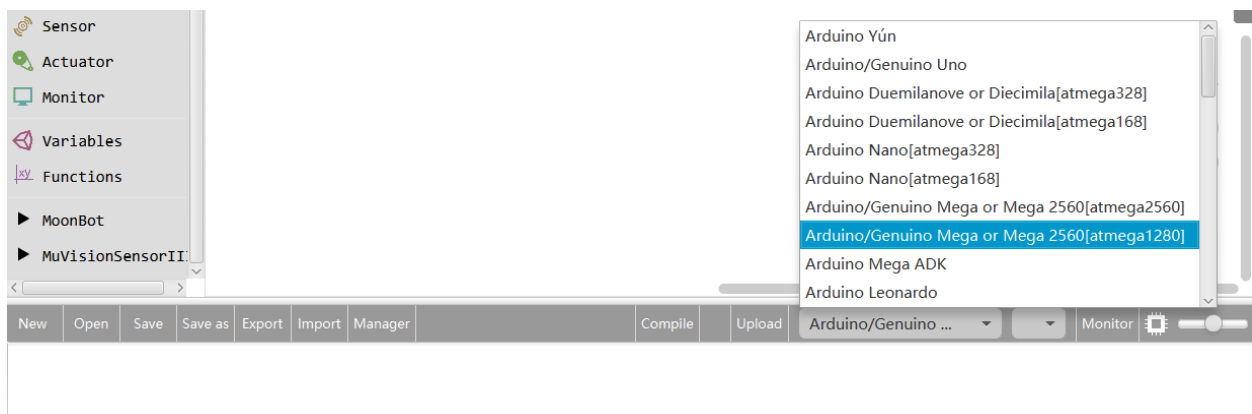 Sensor
Actuator
Monitor
Variables
Functions
MoonBot
MuVisionSensorIII
Arduino Yún
Arduino/Genuino Uno
Arduino Duemilanove or Diecimila[atmega328]
Arduino Duemilanove or Diecimila[atmega168]
Arduino Nano[atmega328]
Arduino Nano[atmega168]
Arduino/Genuino Mega or Mega 2560[atmega2560]
Arduino/Genuino Mega or Mega 2560[atmega1280]
Arduino Mega ADK
Arduino Leonardo
New Open Save Save as Export Import Manager Compile Upload Arduino/Genuino ... Monitor